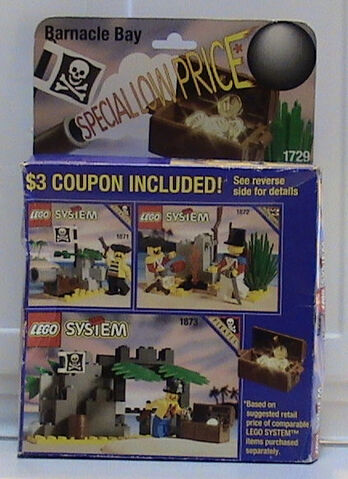 Barnacle Bay
SPECIAL LOW PRICE*
1729
$3 COUPON INCLUDED!
See reverse
side for details
LEGO SYSTEM
1871
LEGO SYSTEM
1872
LEGO SYSTEM
1873
*Based on
suggested retail
price of comparable
LEGO SYSTEM™
items purchased
separately.